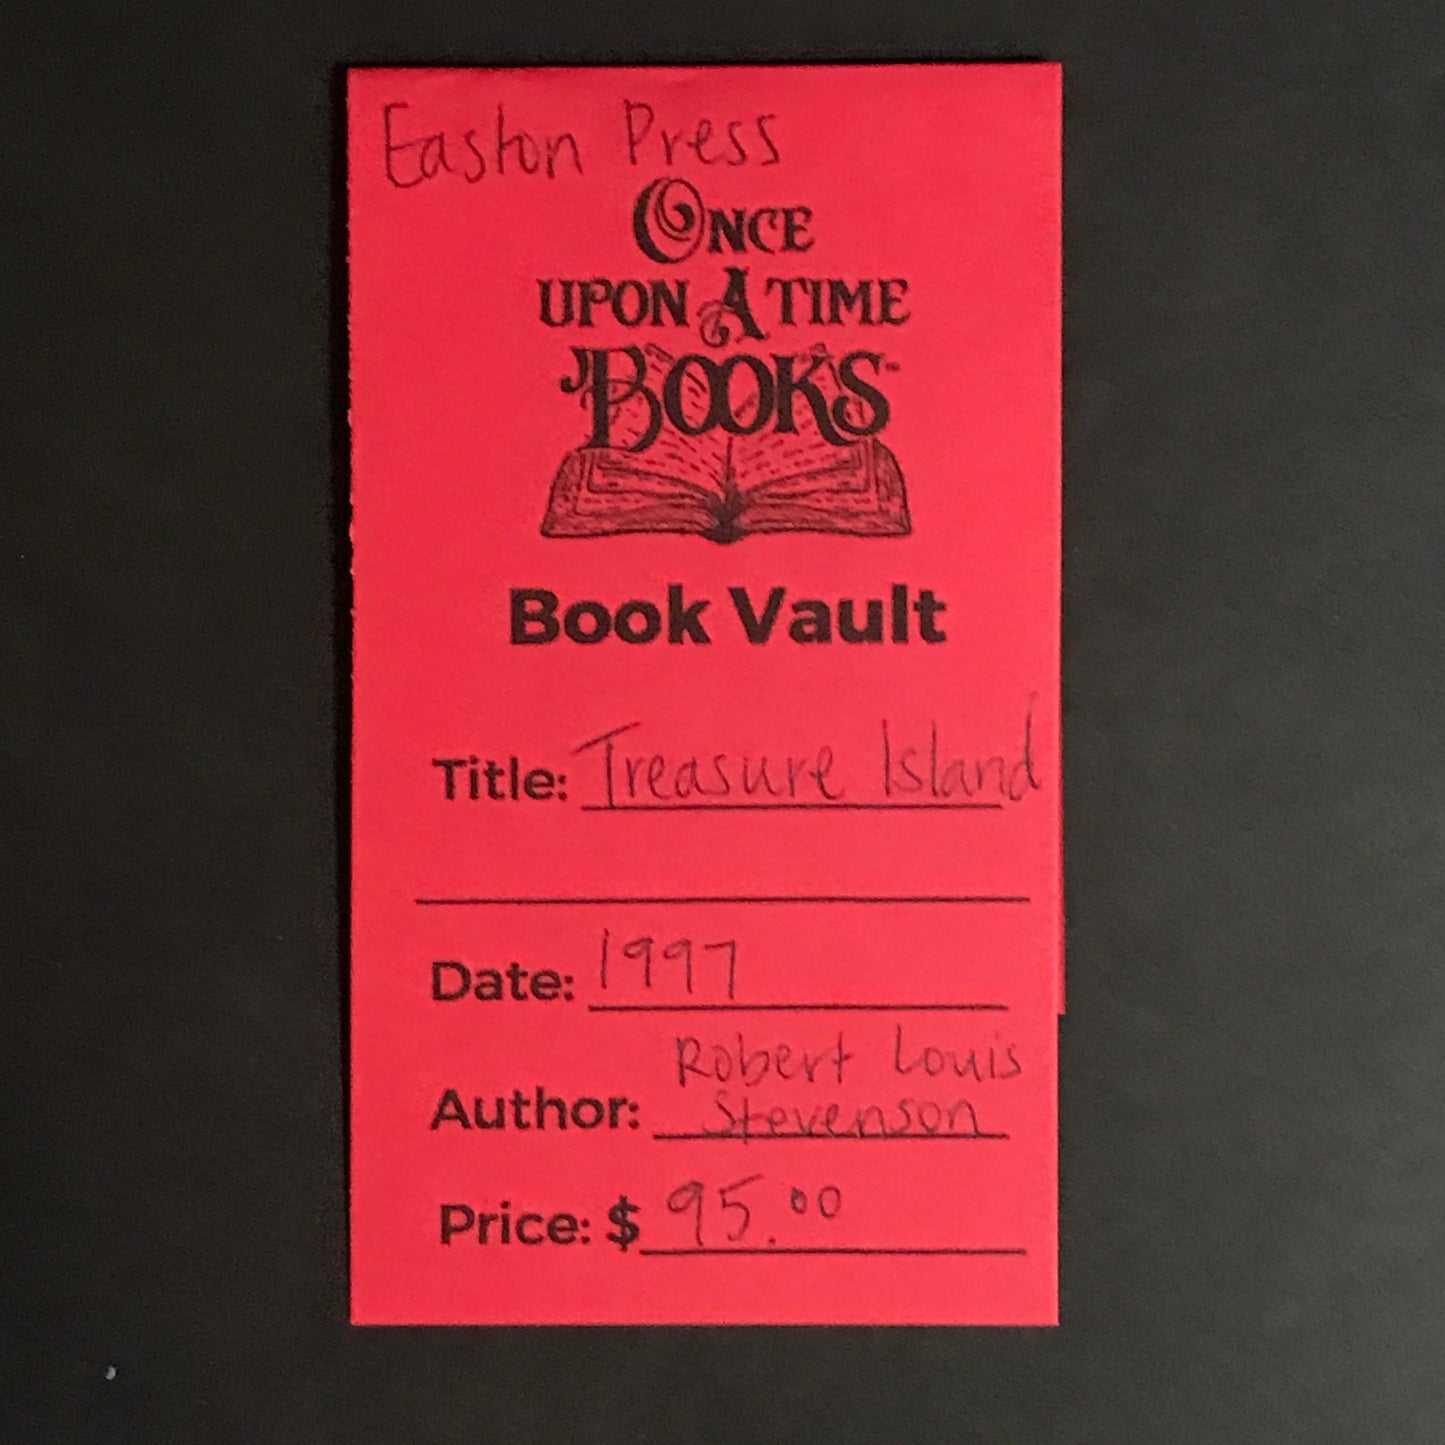 Easton Press
ONCE
UPON A TIME
BOOKS™
Book Vault
Title: Treasure Island
Date: 1997
Robert Louis
Author: Stevenson
Price: $ 95.00